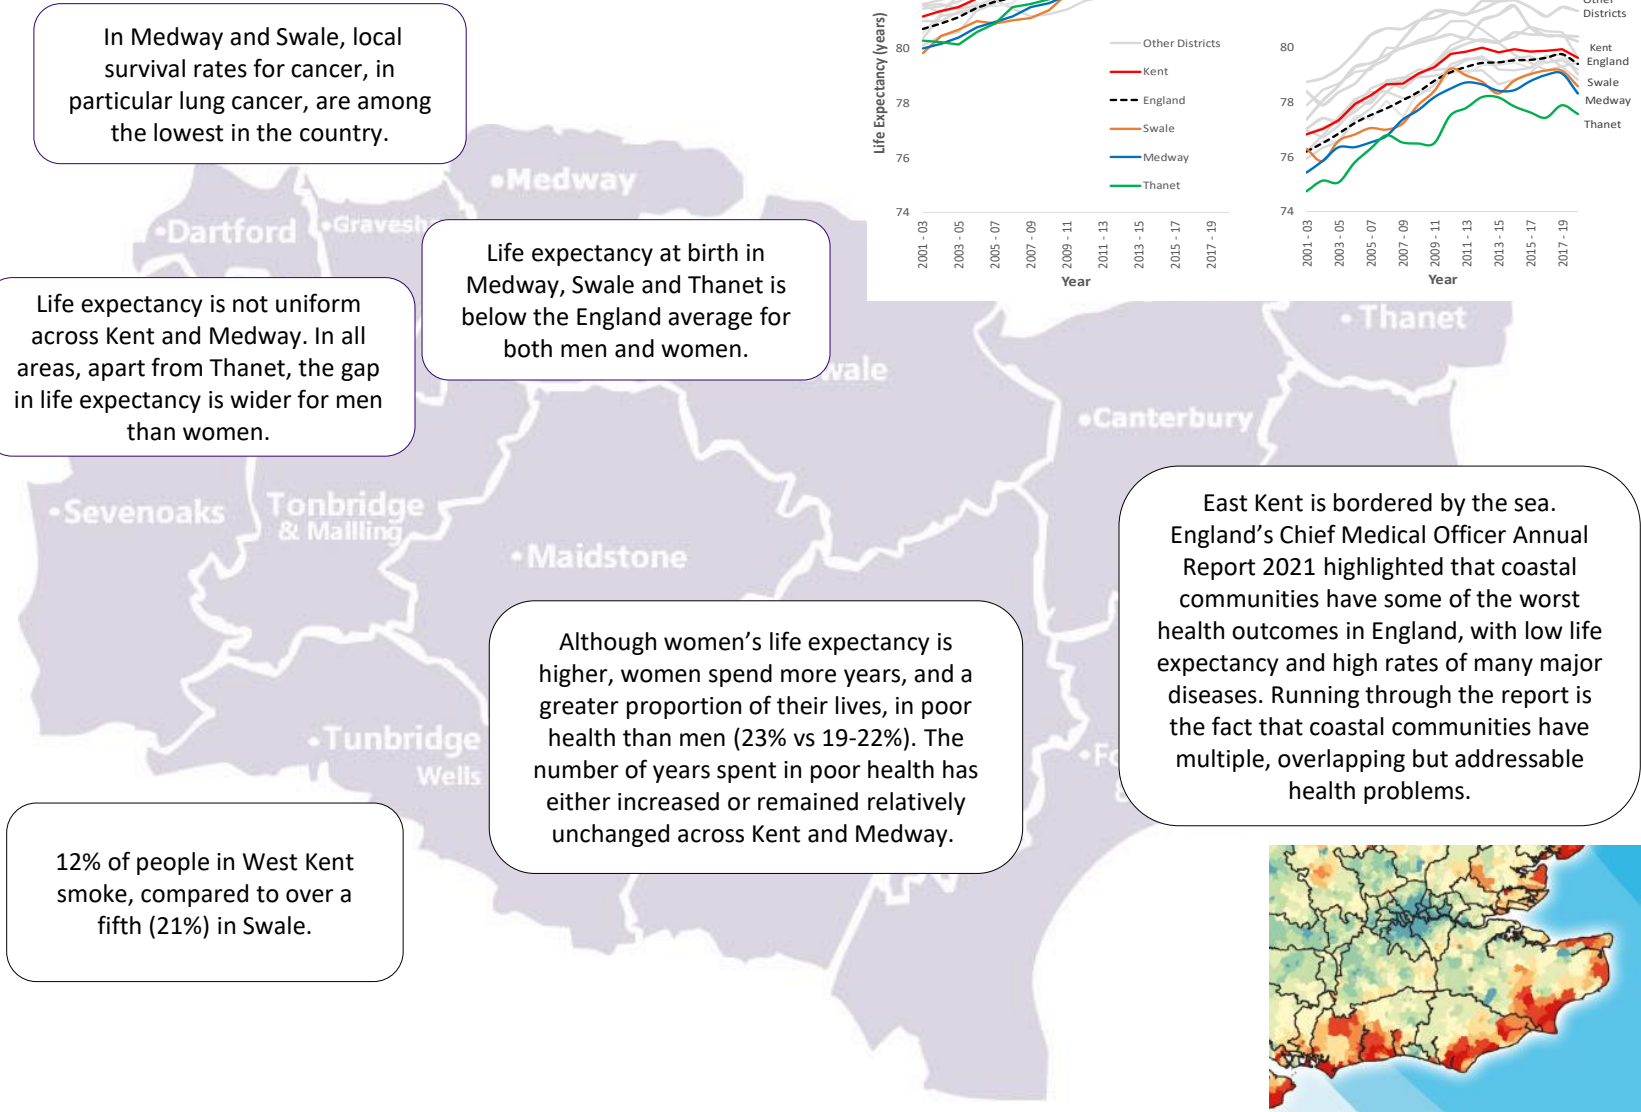 In Medway and Swale, local
survival rates for cancer, in
particular lung cancer, are among
the lowest in the country.
Life Expectancy (years)
80
78
76
74
Other Districts
Kent
England
Swale
Medway
Thanet
2001 - 03
2003 - 05
2005 - 07
2007 - 09
2009 - 11
2011 - 13
2013 - 15
2015 - 17
2017 - 19
Year
80
78
76
74
Other
Districts
Kent
England
Swale
Medway
Thanet
2001 - 03
2003 - 05
2005 - 07
2007 - 09
2009 - 11
2011 - 13
2013 - 15
2015 - 17
2017 - 19
Year
•Medway
•Dartford
Life expectancy at birth in
Medway, Swale and Thanet is
below the England average for
both men and women.
Life expectancy is not uniform
across Kent and Medway. In all
areas, apart from Thanet, the gap
in life expectancy is wider for men
than women.
•Thanet
•Canterbury
•Sevenoaks
Tonbridge
& Mailling
•Maidstone
East Kent is bordered by the sea.
England’s Chief Medical Officer Annual
Report 2021 highlighted that coastal
communities have some of the worst
health outcomes in England, with low life
expectancy and high rates of many major
diseases. Running through the report is
the fact that coastal communities have
multiple, overlapping but addressable
health problems.
Although women’s life expectancy is
higher, women spend more years, and a
greater proportion of their lives, in poor
health than men (23% vs 19-22%). The
number of years spent in poor health has
either increased or remained relatively
unchanged across Kent and Medway.
•Tunbridge
Wells
12% of people in West Kent
smoke, compared to over a
fifth (21%) in Swale.